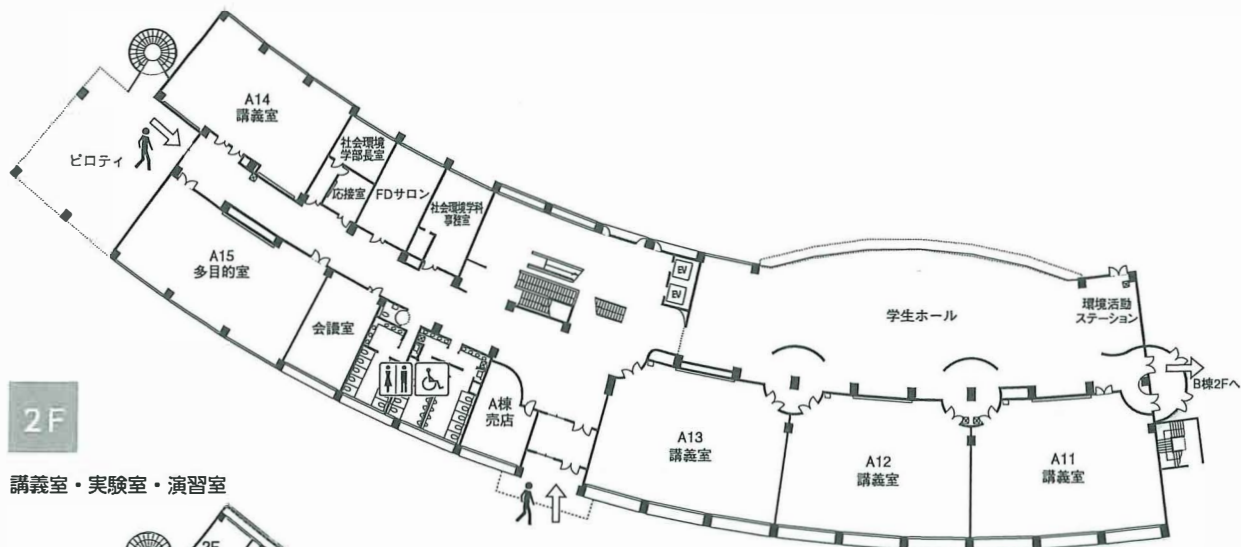 A14
講義室
ピロティ
社会環境
学部長室
応接室
FDサロン
社会環境学科
事務室
A15
多目的室
会議室
EV
EV
学生ホール
環境活動
ステーション
B棟2Fへ
A棟
売店
A13
講義室
A12
講義室
A11
講義室
2F
講義室・実験室・演習室
2F